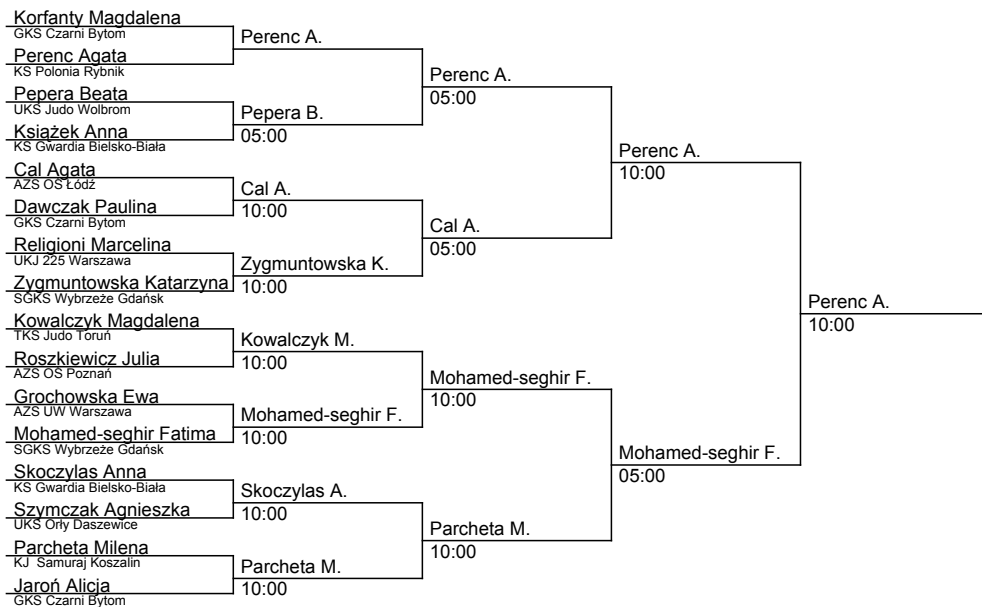 Korfanty Magdalena
GKS Czarni Bytom
Perenc A.
Perenc Agata
KS Polonia Rybnik
Perenc A.
05:00
Pepera Beata
UKS Judo Wolbrom
Pepera B.
05:00
Książek Anna
KS Gwardia Bielsko-Biała
Perenc A.
10:00
Cal Agata
AZS OS Łódź
Cal A.
10:00
Dawczak Paulina
GKS Czarni Bytom
Cal A.
05:00
Religioni Marcelina
UKJ 225 Warszawa
Zygmuntowska K.
10:00
Zygmuntowska Katarzyna
SGKS Wybrzeże Gdańsk
Perenc A.
10:00
Kowalczyk Magdalena
TKS Judo Toruń
Kowalczyk M.
10:00
Roszkiewicz Julia
AZS OS Poznań
Mohamed-seghir F.
10:00
Grochowska Ewa
AZS UW Warszawa
Mohamed-seghir F.
10:00
Mohamed-seghir Fatima
SGKS Wybrzeże Gdańsk
Mohamed-seghir F.
05:00
Skoczylas Anna
KS Gwardia Bielsko-Biała
Skoczylas A.
10:00
Szymczak Agnieszka
UKS Orły Daszewice
Parcheta M.
10:00
Parcheta Milena
KJ  Samuraj Koszalin
Parcheta M.
10:00
Jaroń Alicja
GKS Czarni Bytom